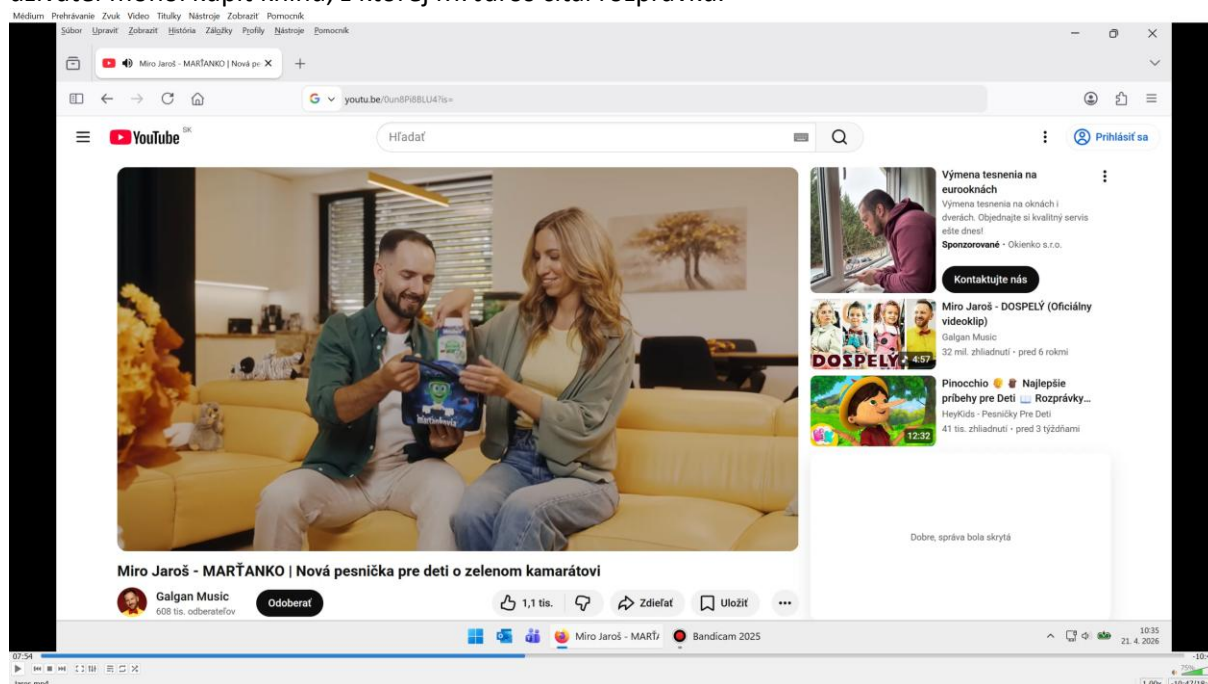 Médium Prehrávanie Zvuk Video Titulky Nástroje Zobraziť Pomocník
Súbor Upraviť Zobraziť História Záložky Profily Nástroje Pomocník
Miro Jaroš - MARŤANKO | Nová pe
youtu.be/0un8Pi8BLU4?is=
YouTube SK
Hľadať
Prihlásiť sa
Výmena tesnenia na
eurooknách
Výmena tesnenia na oknách i
dverách. Objednajte si kvalitný servis
ešte dnes!
Sponzorované · Okienko s.r.o.
Kontaktujte nás
Miro Jaroš - DOSPELÝ (Oficiálny
videoklip)
Galgan Music
32 mil. zhliadnutí · pred 6 rokmi
DOSPELÝ
4:57
Pinocchio Najlepšie
príbehy pre Deti Rozprávky...
HeyKids - Pesničky Pre Deti
41 tis. zhliadnutí · pred 3 týždňami
12:32
Dobre, správa bola skrytá
Miro Jaroš - MARŤANKO | Nová pesnička pre deti o zelenom kamarátovi
Galgan Music
608 tis. odberateľov
Odoberať
1,1 tis.
Zdieľať
Uložiť
Miro Jaroš - MARŤ
Bandicam 2025
10:35
21. 4. 2026
07:54
75%
1.00x